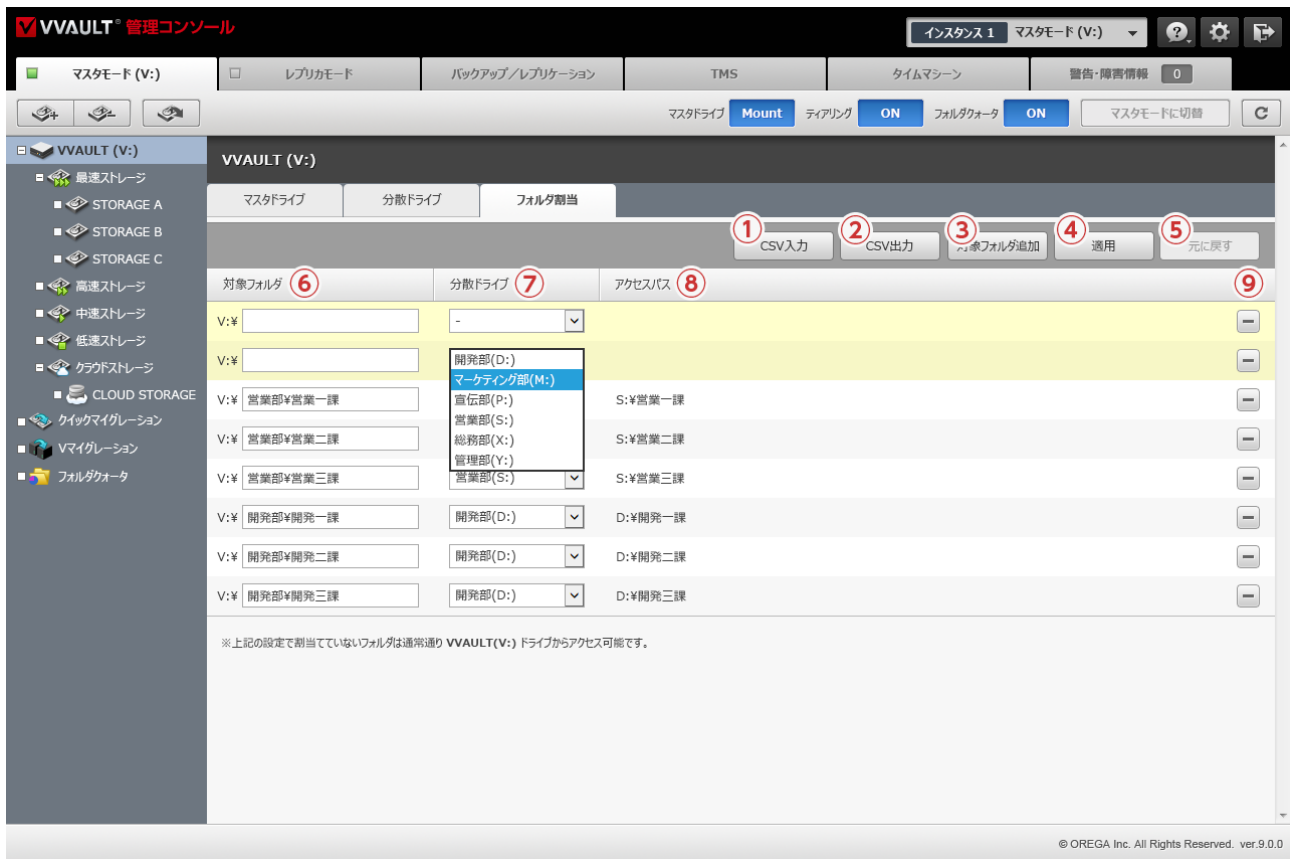 VVAULT® 管理コンソール
インスタンス 1 マスタモード (V:)
マスタモード (V:)
レプリカモード
バックアップ／レプリケーション
TMS
タイムマシーン
警告・障害情報 0
マスタドライブ Mount ティアリング ON フォルダクォータ ON マスタモードに切替
VVAULT (V:)
最速ストレージ
STORAGE A
STORAGE B
STORAGE C
高速ストレージ
中速ストレージ
低速ストレージ
クラウドストレージ
CLOUD STORAGE
クイックマイグレーション
Vマイグレーション
フォルダクォータ
VVAULT (V:)
マスタドライブ 分散ドライブ フォルダ割当
① CSV入力 ② CSV出力 ③ 対象フォルダ追加 ④ 適用 ⑤ 元に戻す
対象フォルダ ⑥ 分散ドライブ ⑦ アクセスパス ⑧ ⑨
V:¥ -
V:¥
開発部(D:)
マーケティング部(M:)
宣伝部(P:)
営業部(S:)
総務部(X:)
管理部(Y:)
V:¥ 営業部¥営業一課 S:¥営業一課
V:¥ 営業部¥営業二課 S:¥営業二課
V:¥ 営業部¥営業三課 営業部(S:) S:¥営業三課
V:¥ 開発部¥開発一課 開発部(D:) D:¥開発一課
V:¥ 開発部¥開発二課 開発部(D:) D:¥開発二課
V:¥ 開発部¥開発三課 開発部(D:) D:¥開発三課
※上記の設定で割当てていないフォルダは通常通り VVAULT(V:) ドライブからアクセス可能です。
© OREGA Inc. All Rights Reserved. ver.9.0.0